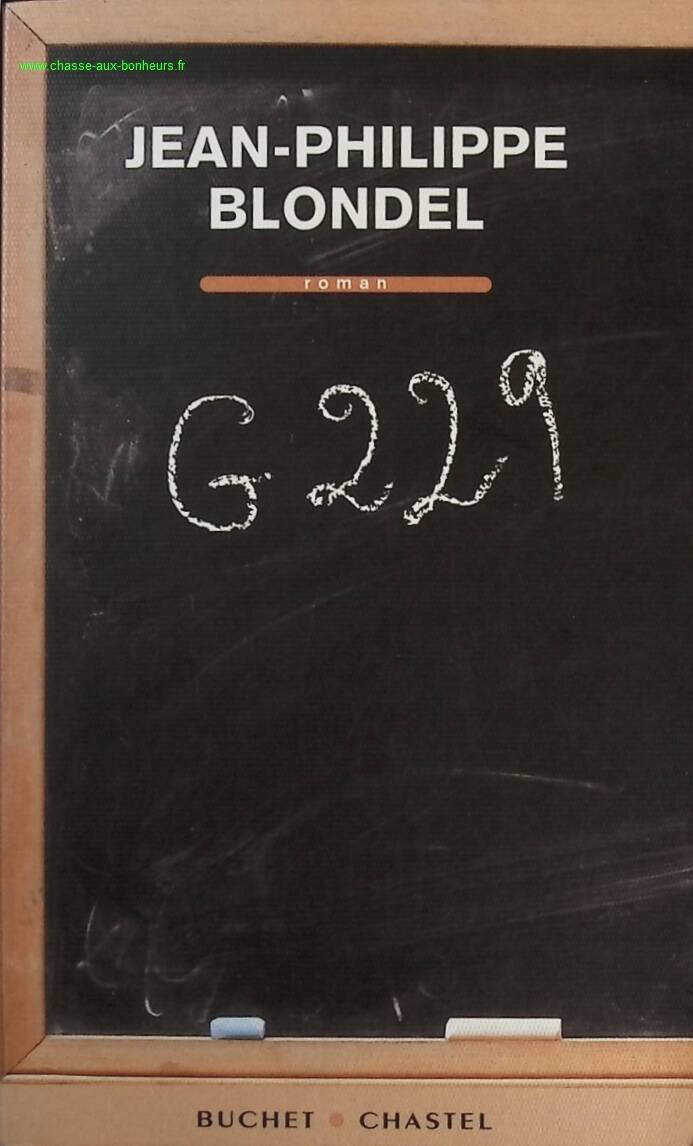 www.chasse-aux-bonheurs.fr
JEAN-PHILIPPE
BLONDEL
roman
G229
BUCHET • CHASTEL